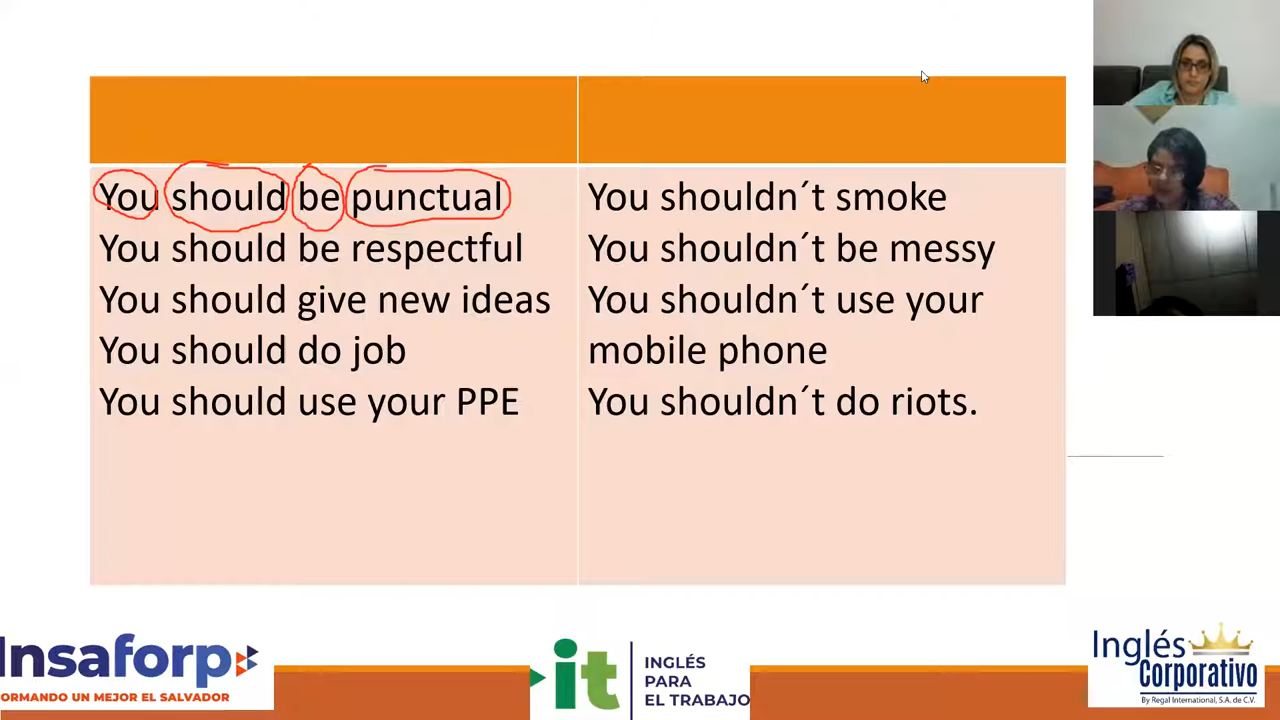 You should be punctual
You should be respectful
You should give new ideas
You should do job
You should use your PPE
You shouldn´t smoke
You shouldn´t be messy
You shouldn´t use your
mobile phone
You shouldn´t do riots.
Insaforp
FORMANDO UN MEJOR EL SALVADOR
it
INGLÉS
PARA
EL TRABAJO
Inglés
Corporativo
By Regal International, S.A. de C.V.